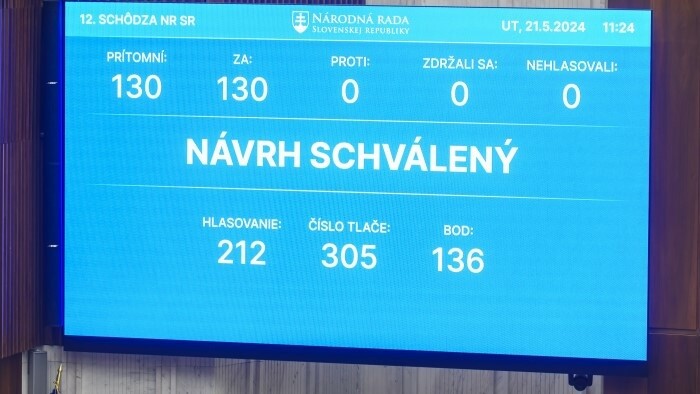 12. SCHÔDZA NR SR
NÁRODNÁ RADA
SLOVENSKEJ REPUBLIKY
UT, 21.5.2024 11:24
PRÍTOMNÍ: ZA: PROTI: ZDRŽALI SA: NEHLASOVALI:
130 130 0 0 0
NÁVRH SCHVÁLENÝ
HLASOVANIE: ČÍSLO TLAČE: BOD:
212 305 136